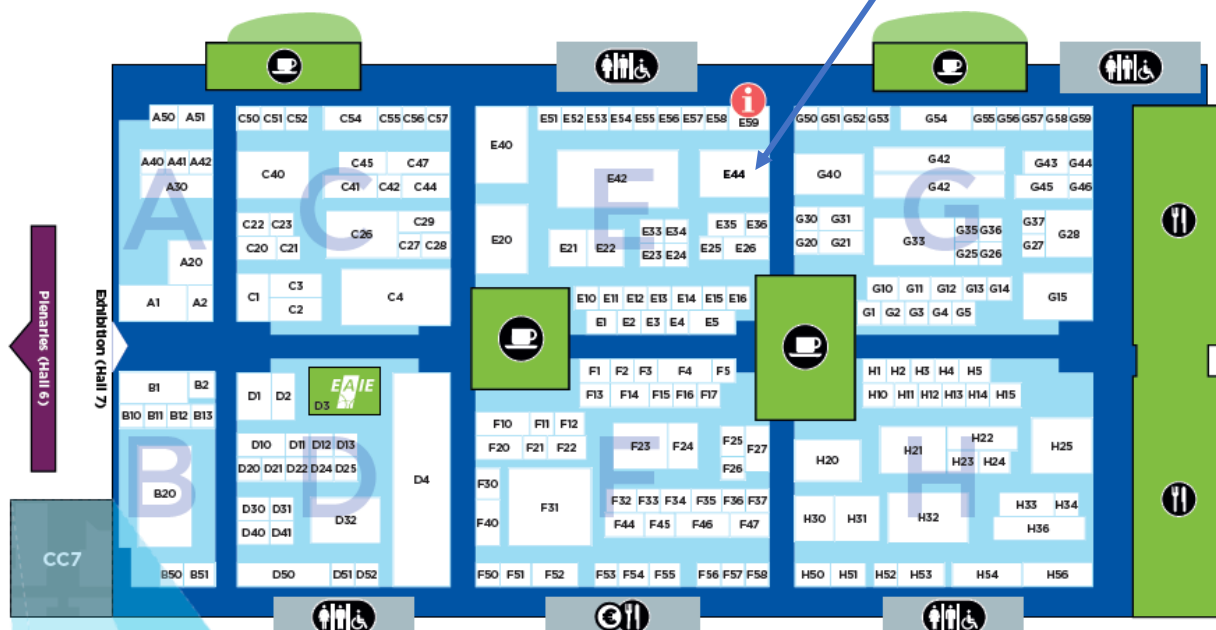 A50 A51 C50 C51 C52 C54 C55 C56 C57 E51 E52 E53 E54 E55 E56 E57 E58 E59 G50 G51 G52 G53 G54 G55 G56 G57 G58 G59
i
E40
A40 A41 A42 C45 C47 G42 G43 G44
A30 C40 C41 C42 C44 E42 E44 G40 G42 G45 G46
A C E G
C22 C23 C29 E33 E34 E35 E36 G30 G31 G35 G36 G37
C20 C21 C26 C27 C28 E20 E21 E22 E23 E24 E25 E26 G20 G21 G33 G25 G26 G27 G28
A20
A1 A2 C1 C3 C4 E10 E11 E12 E13 E14 E15 E16 G10 G11 G12 G13 G14 G15
C2 E1 E2 E3 E4 E5 G1 G2 G3 G4 G5
Plenaries (Hall 6)
Exhibition (Hall 7)
B1 B2 D1 D2 EAIE F1 F2 F3 F4 F5 H1 H2 H3 H4 H5
D3 F13 F14 F15 F16 F17 H10 H11 H12 H13 H14 H15
B10 B11 B12 B13 F10 F11 F12
D10 D11 D12 D13 F20 F21 F22 F23 F24 F25 F27 H21 H22 H25
D20 D21 D22 D24 D25 D4 F26 H20 H23 H24
B D F H
B20 F30
D30 D31 D32 F40 F31 F32 F33 F34 F35 F36 F37 H30 H31 H32 H33 H34
D40 D41 F44 F45 F46 F47 H36
CC7
B50 B51 D50 D51 D52 F50 F51 F52 F53 F54 F55 F56 F57 F58 H50 H51 H52 H53 H54 H56
€